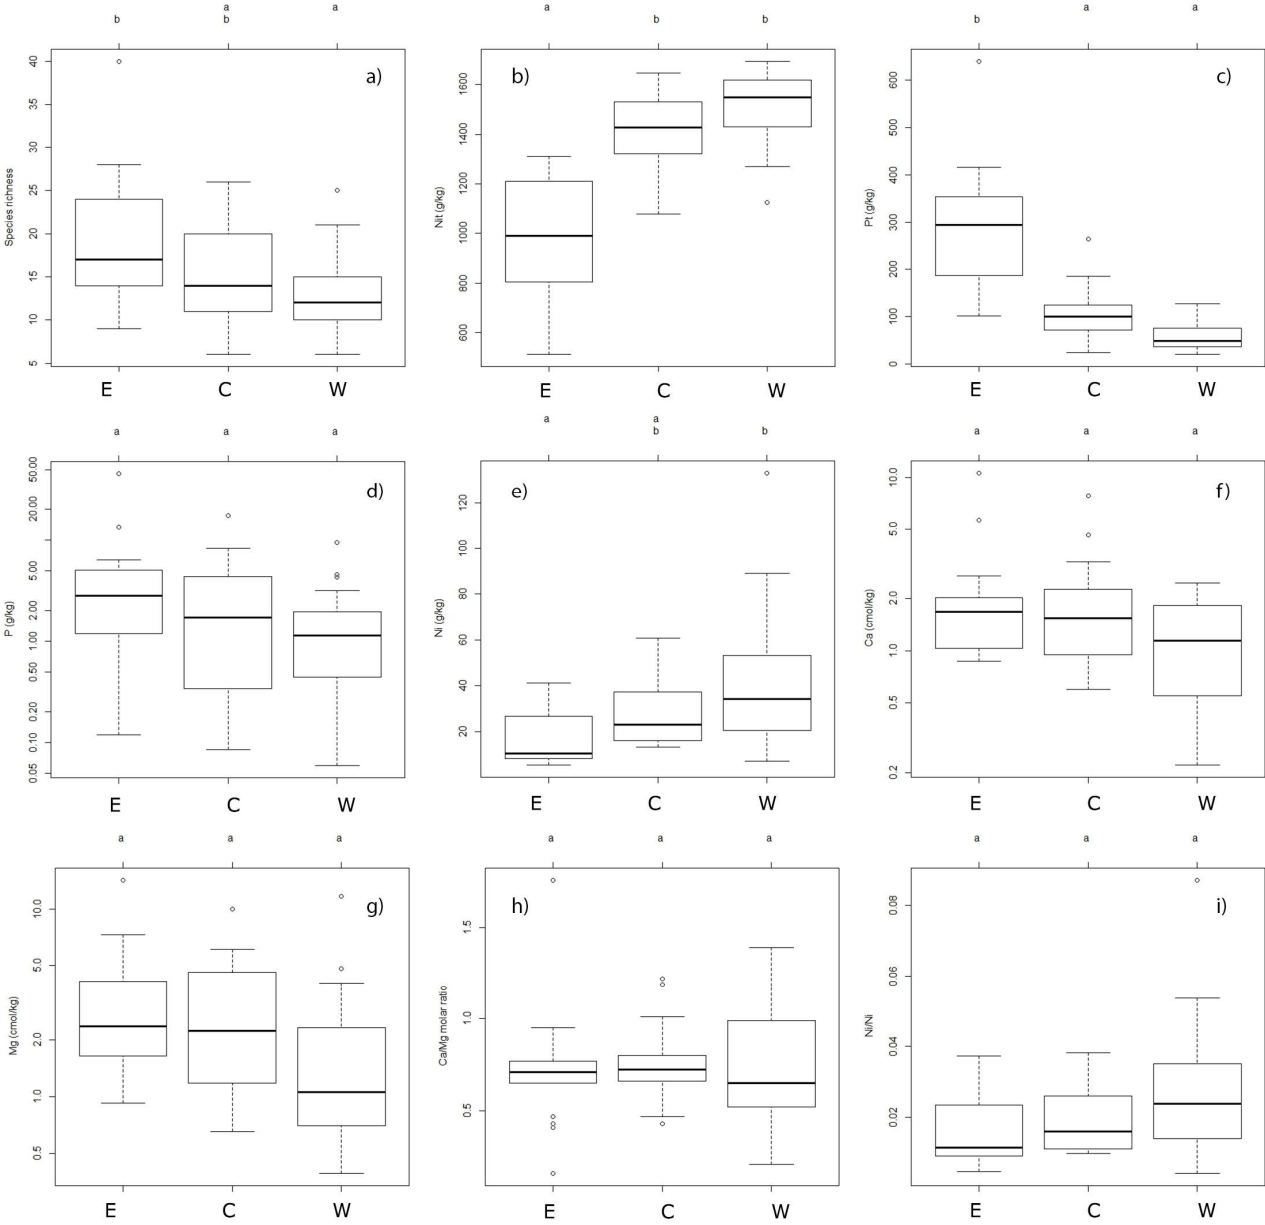 a a a a
b b b b b
a) b) c)
Species richness
40
35
30
25
20
15
10
5
Nit (g/kg)
1600
1400
1200
1000
800
600
Pt (g/kg)
600
500
400
300
200
100
0
E C W E C W E C W
a a a a a b a a a
b
d) e) f)
P (g/kg)
50.00
20.00
5.00
2.00
1.00
0.50
0.20
0.10
0.05
Ni (g/kg)
120
100
80
60
40
20
Ca (cmol/kg)
10.0
5.0
2.0
1.0
0.5
0.2
E C W E C W E C W
a a a a a a a a a
g) h) i)
Mg (cmol/kg)
10.0
5.0
2.0
1.0
0.5
Ca/Mg molar ratio
1.5
1.0
0.5
Ni/Ni
0.08
0.06
0.04
0.02
E C W E C W E C W